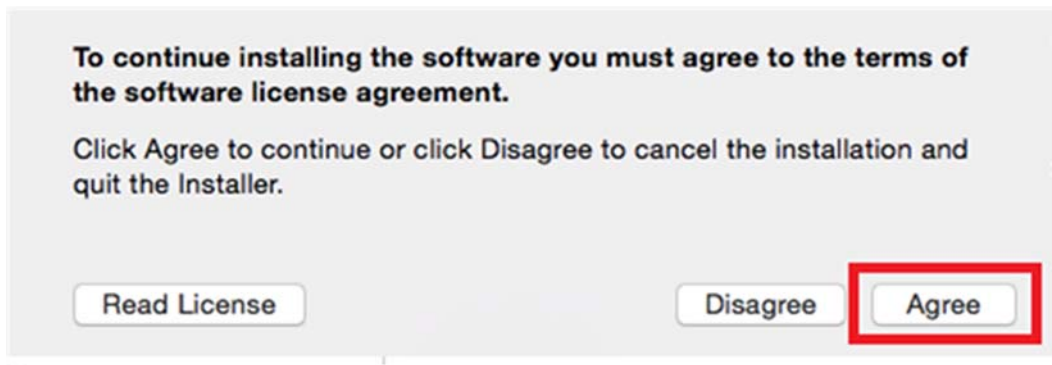 To continue installing the software you must agree to the terms of
the software license agreement.
Click Agree to continue or click Disagree to cancel the installation and
quit the Installer.
Read License Disagree Agree